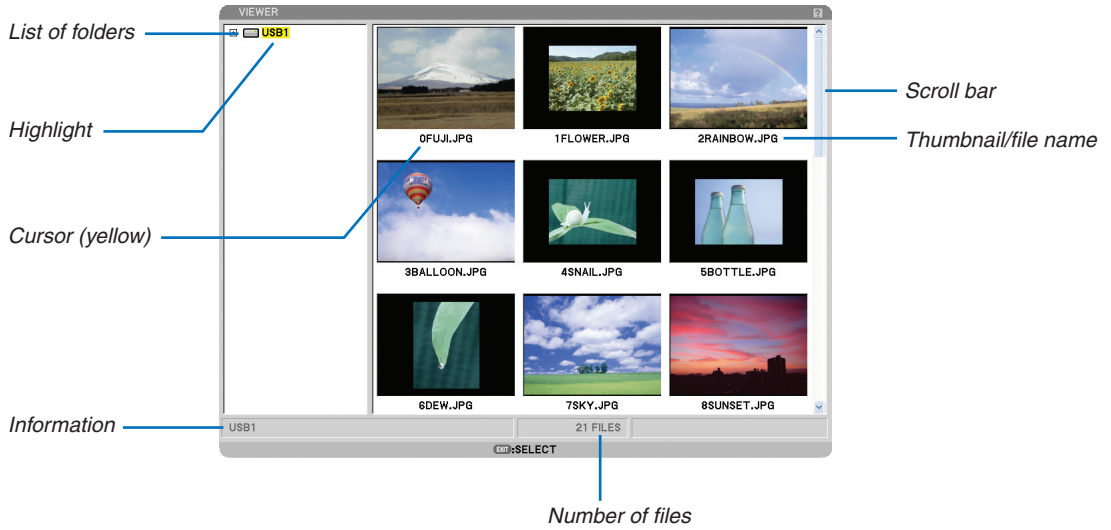 VIEWER
?
List of folders
USB1
Scroll bar
Highlight
0FUJI.JPG
1FLOWER.JPG
2RAINBOW.JPG
Thumbnail/file name
Cursor (yellow)
3BALLOON.JPG
4SNAIL.JPG
5BOTTLE.JPG
6DEW.JPG
7SKY.JPG
8SUNSET.JPG
Information
USB1
21 FILES
EXIT:SELECT
Number of files